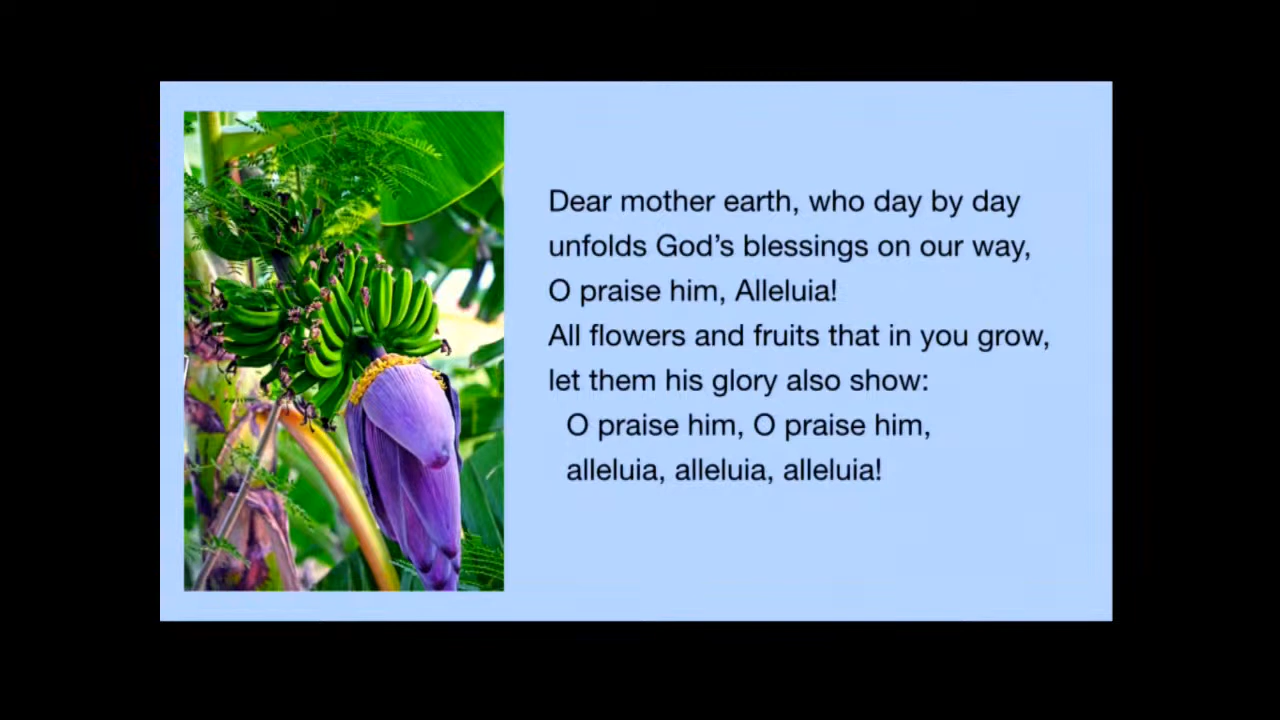 Dear mother earth, who day by day
unfolds God's blessings on our way,
O praise him, Alleluia!
All flowers and fruits that in you grow,
let them his glory also show:
O praise him, O praise him,
alleluia, alleluia, alleluia!